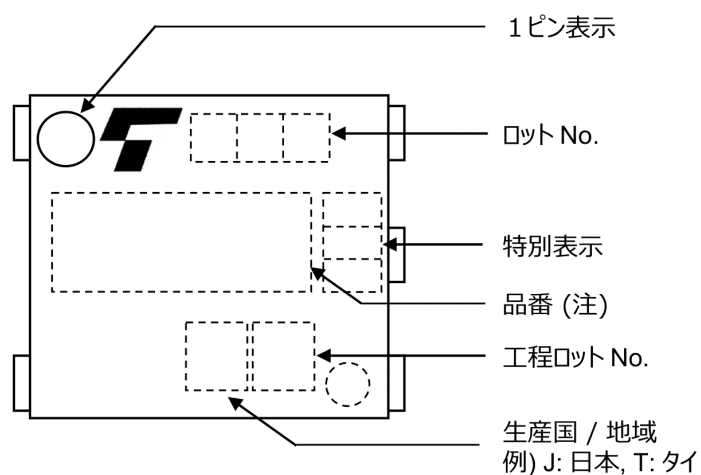 1ピン表示
ロット No.
特別表示
品番 (注)
工程ロット No.
生産国 / 地域
例) J: 日本, T: タイ